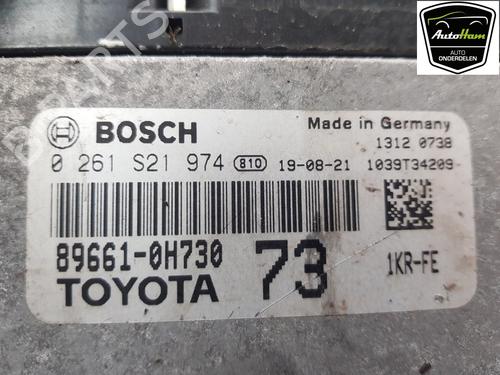 AutoHam
AUTO
ONDERDELEN
BOSCH
Made in Germany
1312 0738
0 261 S21 974 810 19-08-21 1039T34209
89661-0H730
TOYOTA
73
1KR-FE